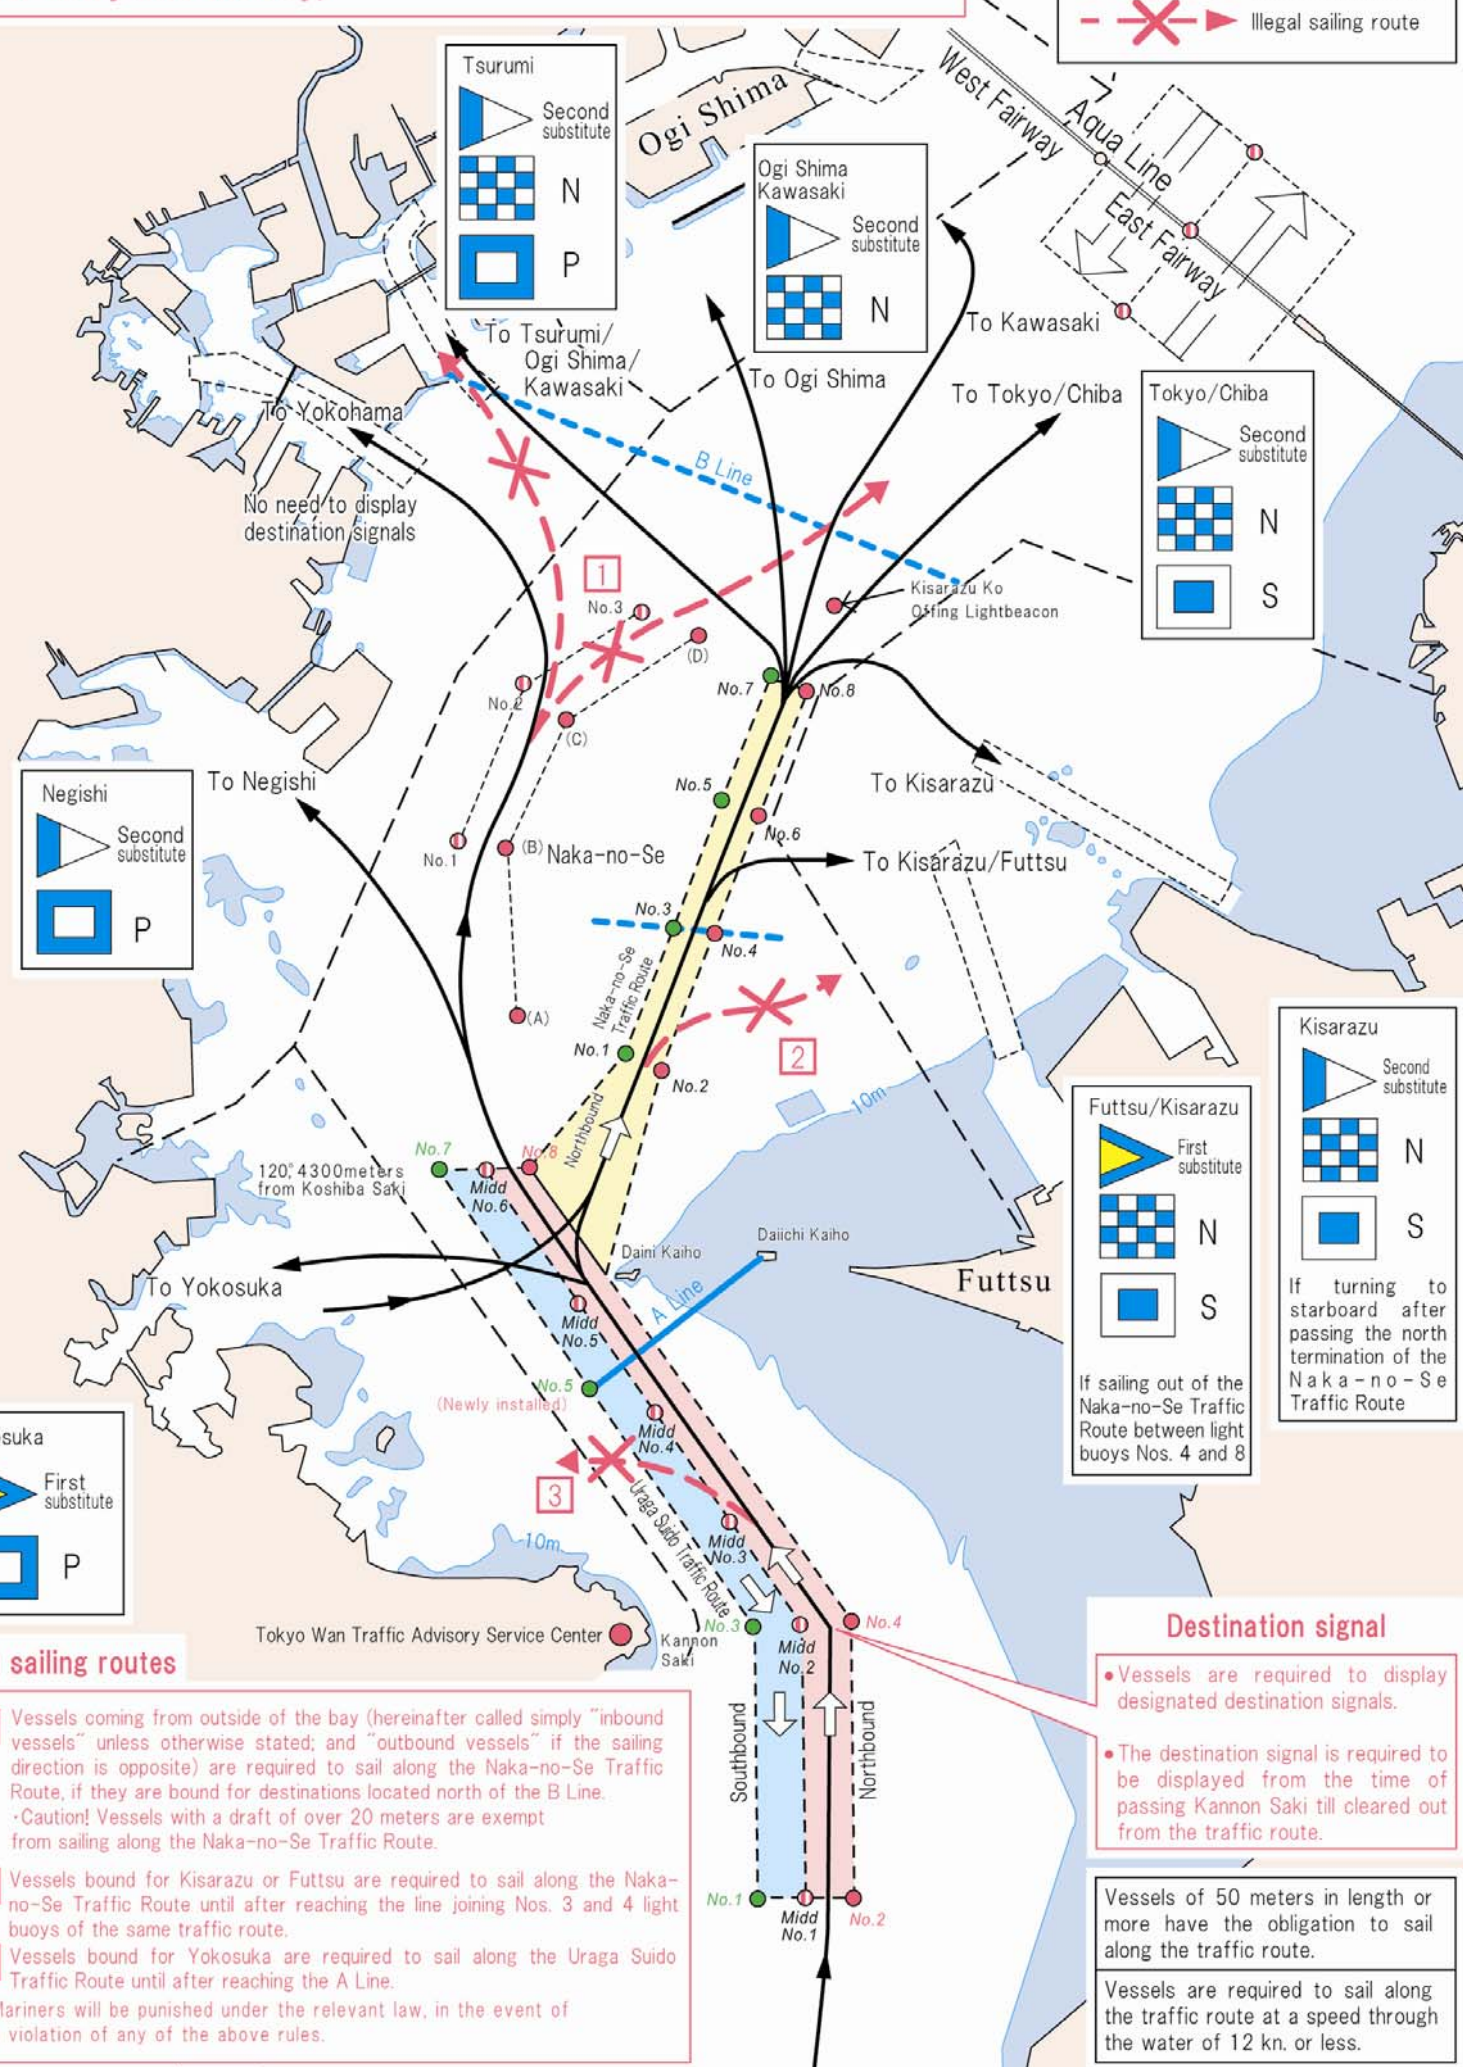 Illegal sailing route
Tsurumi
Second
substitute
N
P
Ogi Shima
West Fairway
Aqua Line
East Fairway
Ogi Shima
Kawasaki
Second
substitute
N
To Tsurumi/
Ogi Shima/
Kawasaki
To Ogi Shima
To Kawasaki
To Tokyo/Chiba
Tokyo/Chiba
Second
substitute
N
S
To Yokohama
No need to display
destination signals
B Line
1
No.3
(D)
No.2
(C)
Kisarazu Ko
Offing Lightbeacon
No.7
No.8
To Negishi
Negishi
Second
substitute
P
No.5
No.6
To Kisarazu
No.1
(B)
Naka-no-Se
To Kisarazu/Futtsu
No.3
No.4
Naka-no-Se
Traffic Route
(A)
No.1
No.2
2
10m
Northbound
No.7
No.8
Midd
No.6
120° 4300meters
from Koshiba Saki
To Yokosuka
Daini Kaiho
Daiichi Kaiho
A Line
Futtsu
Midd
No.5
No.5
(Newly installed)
Midd
No.4
Futtsu/Kisarazu
First
substitute
N
S
If sailing out of the
Naka-no-Se Traffic
Route between light
buoys Nos. 4 and 8
Kisarazu
Second
substitute
N
S
If turning to
starboard after
passing the north
termination of the
Naka-no-Se
Traffic Route
suka
First
substitute
P
3
Uraga Suido Traffic Route
10m
Midd
No.3
Tokyo Wan Traffic Advisory Service Center
Kannon
Saki
No.3
Midd
No.2
No.4
Southbound
Northbound
No.1
Midd
No.1
No.2
sailing routes
Vessels coming from outside of the bay (hereinafter called simply "inbound
vessels" unless otherwise stated; and "outbound vessels" if the sailing
direction is opposite) are required to sail along the Naka-no-Se Traffic
Route, if they are bound for destinations located north of the B Line.
·Caution! Vessels with a draft of over 20 meters are exempt
from sailing along the Naka-no-Se Traffic Route.
Vessels bound for Kisarazu or Futtsu are required to sail along the Naka-
no-Se Traffic Route until after reaching the line joining Nos. 3 and 4 light
buoys of the same traffic route.
Vessels bound for Yokosuka are required to sail along the Uraga Suido
Traffic Route until after reaching the A Line.
Mariners will be punished under the relevant law, in the event of
violation of any of the above rules.
Destination signal
•Vessels are required to display
designated destination signals.
•The destination signal is required to
be displayed from the time of
passing Kannon Saki till cleared out
from the traffic route.
Vessels of 50 meters in length or
more have the obligation to sail
along the traffic route.
Vessels are required to sail along
the traffic route at a speed through
the water of 12 kn. or less.